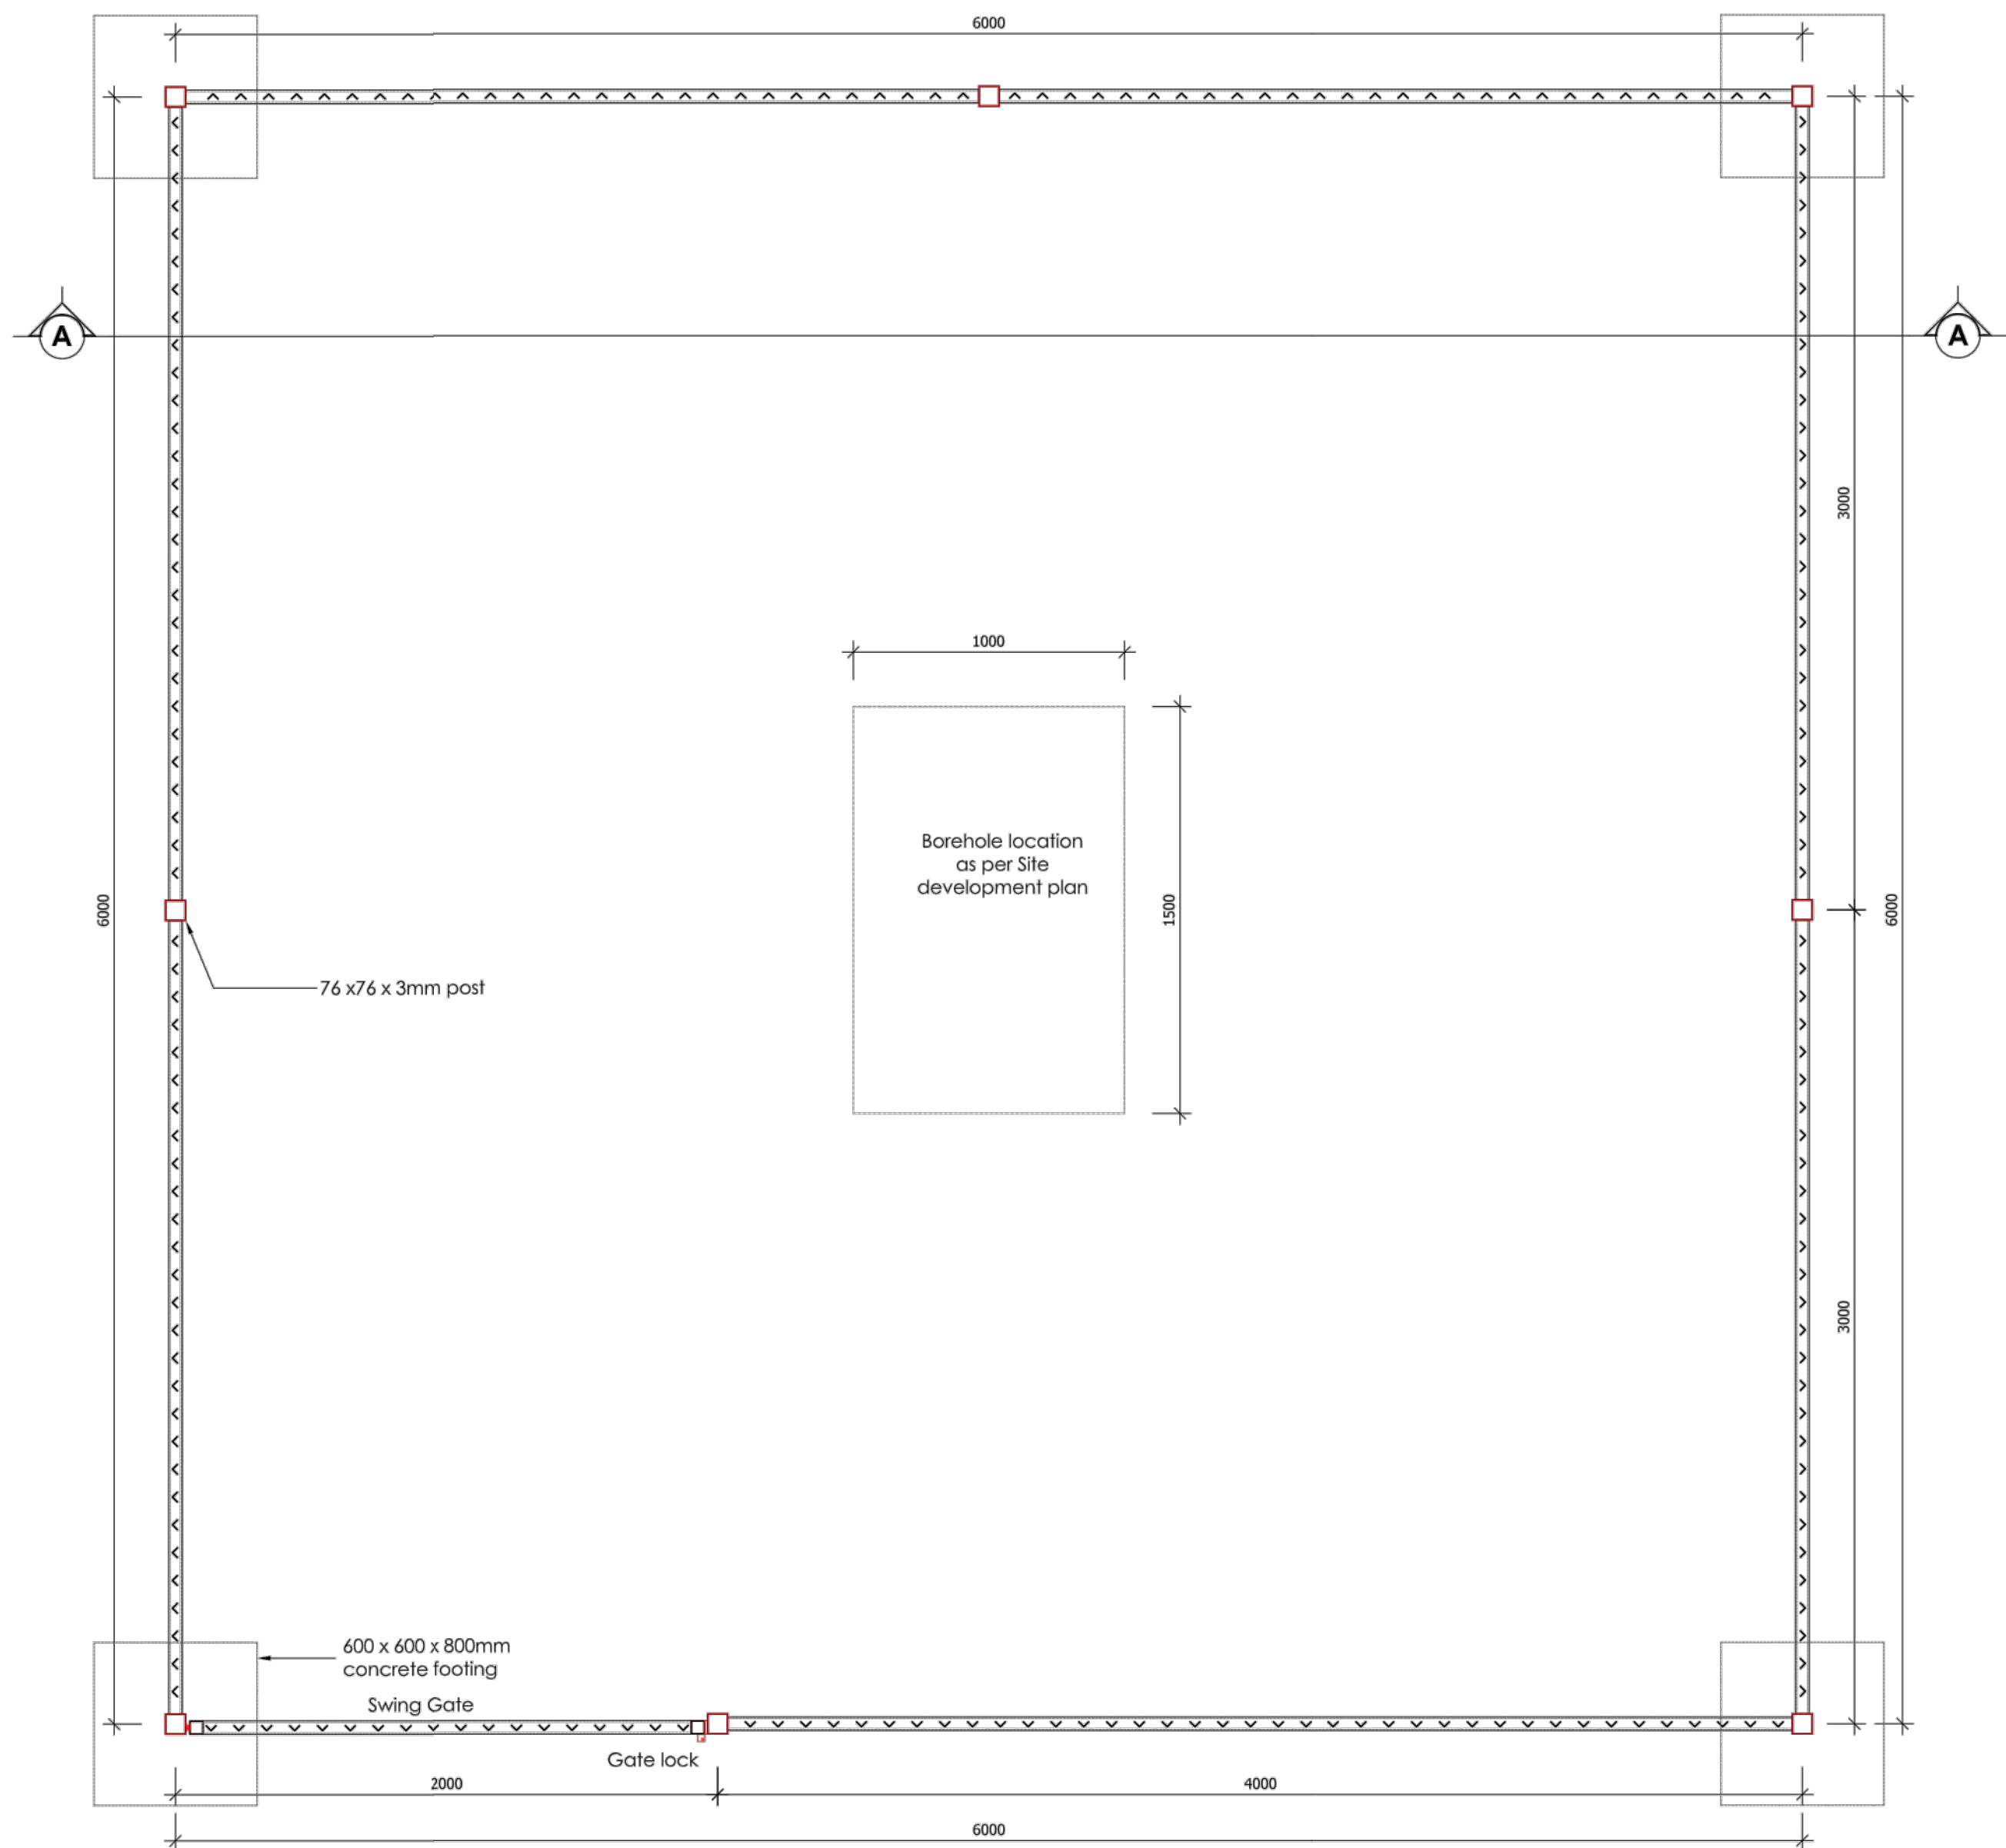 6000
A
A
3000
1000
Borehole location
as per Site
development plan
6000
1500
6000
76 x76 x 3mm post
3000
600 x 600 x 800mm
concrete footing
Swing Gate
Gate lock
2000
4000
6000